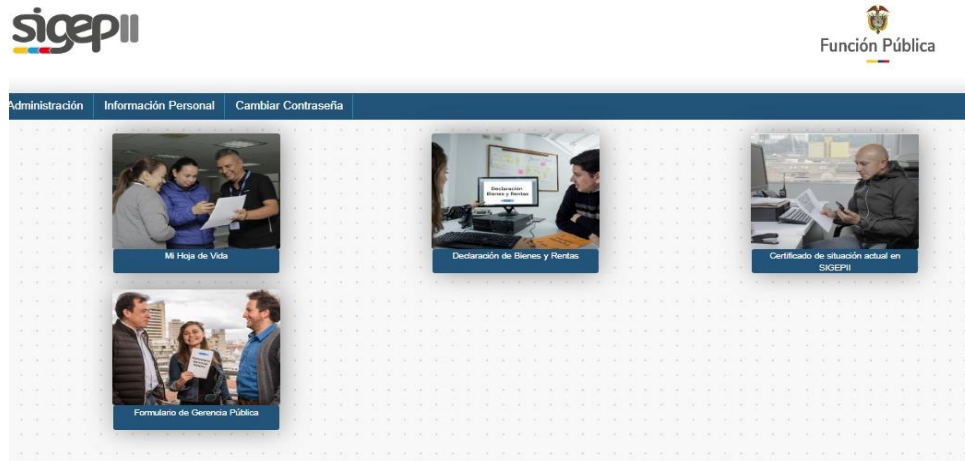 sigepII
Función Pública
Administración Información Personal Cambiar Contraseña
Declaración
Bienes y Rentas
Mi Hoja de Vida
Declaración de Bienes y Rentas
Certificado de situación actual en
SIGEPII
Formulario de Gerencia Pública